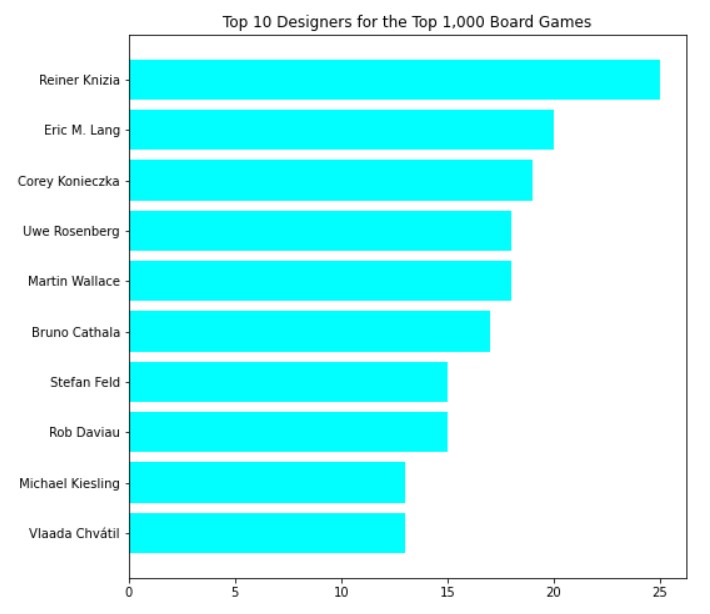 Top 10 Designers for the Top 1,000 Board Games
Reiner Knizia
Eric M. Lang
Corey Konieczka
Uwe Rosenberg
Martin Wallace
Bruno Cathala
Stefan Feld
Rob Daviau
Michael Kiesling
Vlaada Chvátil
0 5 10 15 20 25